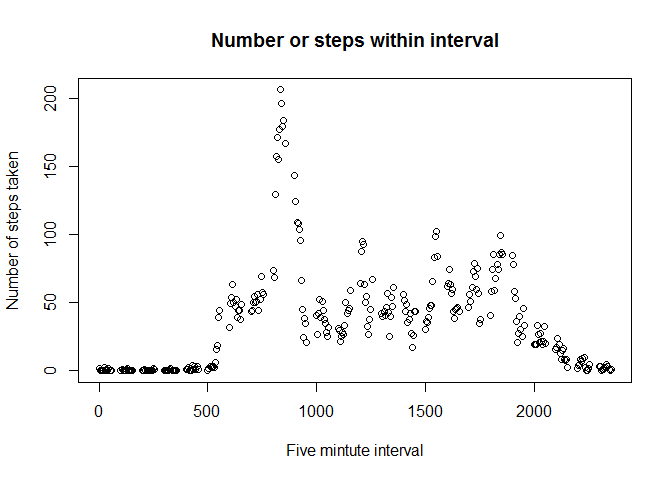 Number or steps within interval
Number of steps taken
200
150
100
50
0
0 500 1000 1500 2000
Five mintute interval